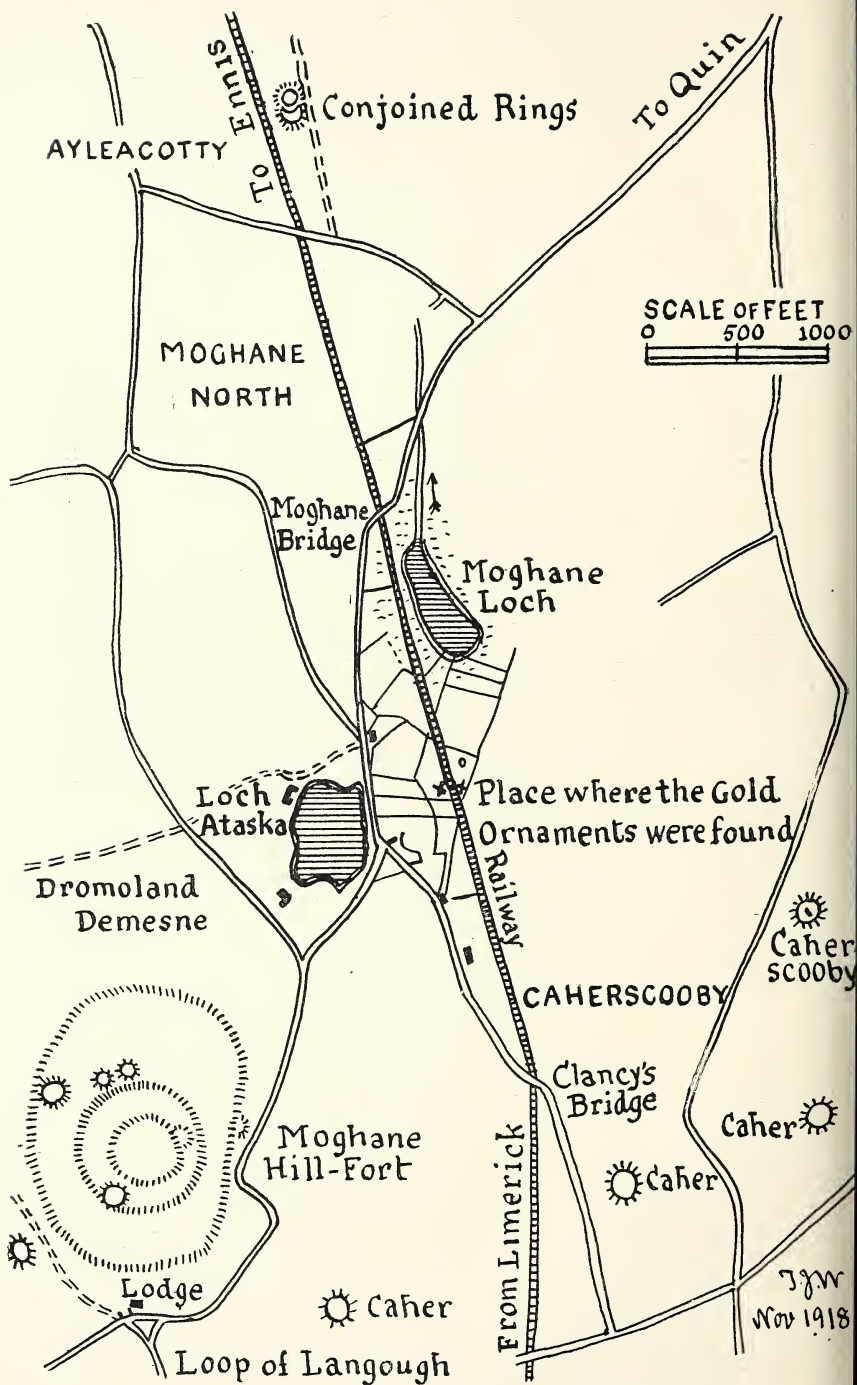 To Ennis
Conjoined Rings
To Quin
AYLEACOTTY
SCALE OF FEET
0 500 1000
MOGHANE
NORTH
Moghane
Bridge
Moghane
Loch
Loch
Ataska
Place where the Gold
Ornaments were found
Railway
Dromoland
Demesne
Caher
scooby
CAHERSCOOBY
Clancy's
Bridge
Moghane
Hill-Fort
Caher
Caher
From Limerick
Lodge
Caher
Loop of Langough
TJW
Nov 1918